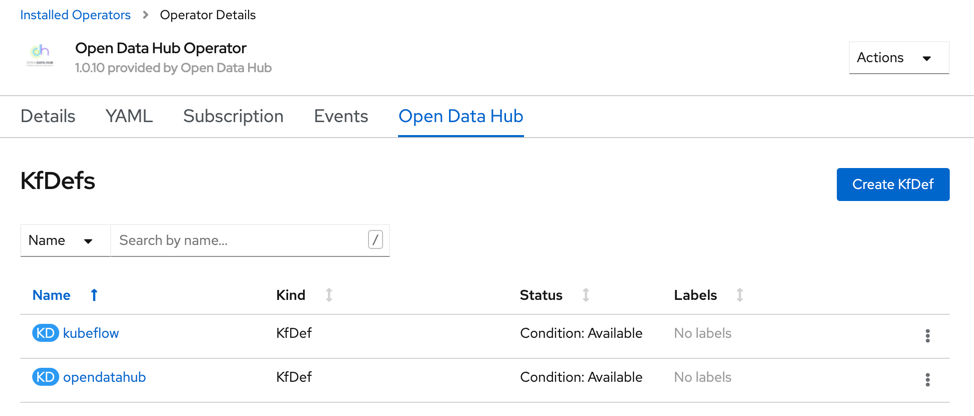 Installed Operators > Operator Details
Open Data Hub Operator
1.0.10 provided by Open Data Hub
Actions
Details YAML Subscription Events Open Data Hub
KfDefs
Create KfDef
Name Search by name... /
Name Kind Status Labels
KD kubeflow KfDef Condition: Available No labels
KD opendatahub KfDef Condition: Available No labels